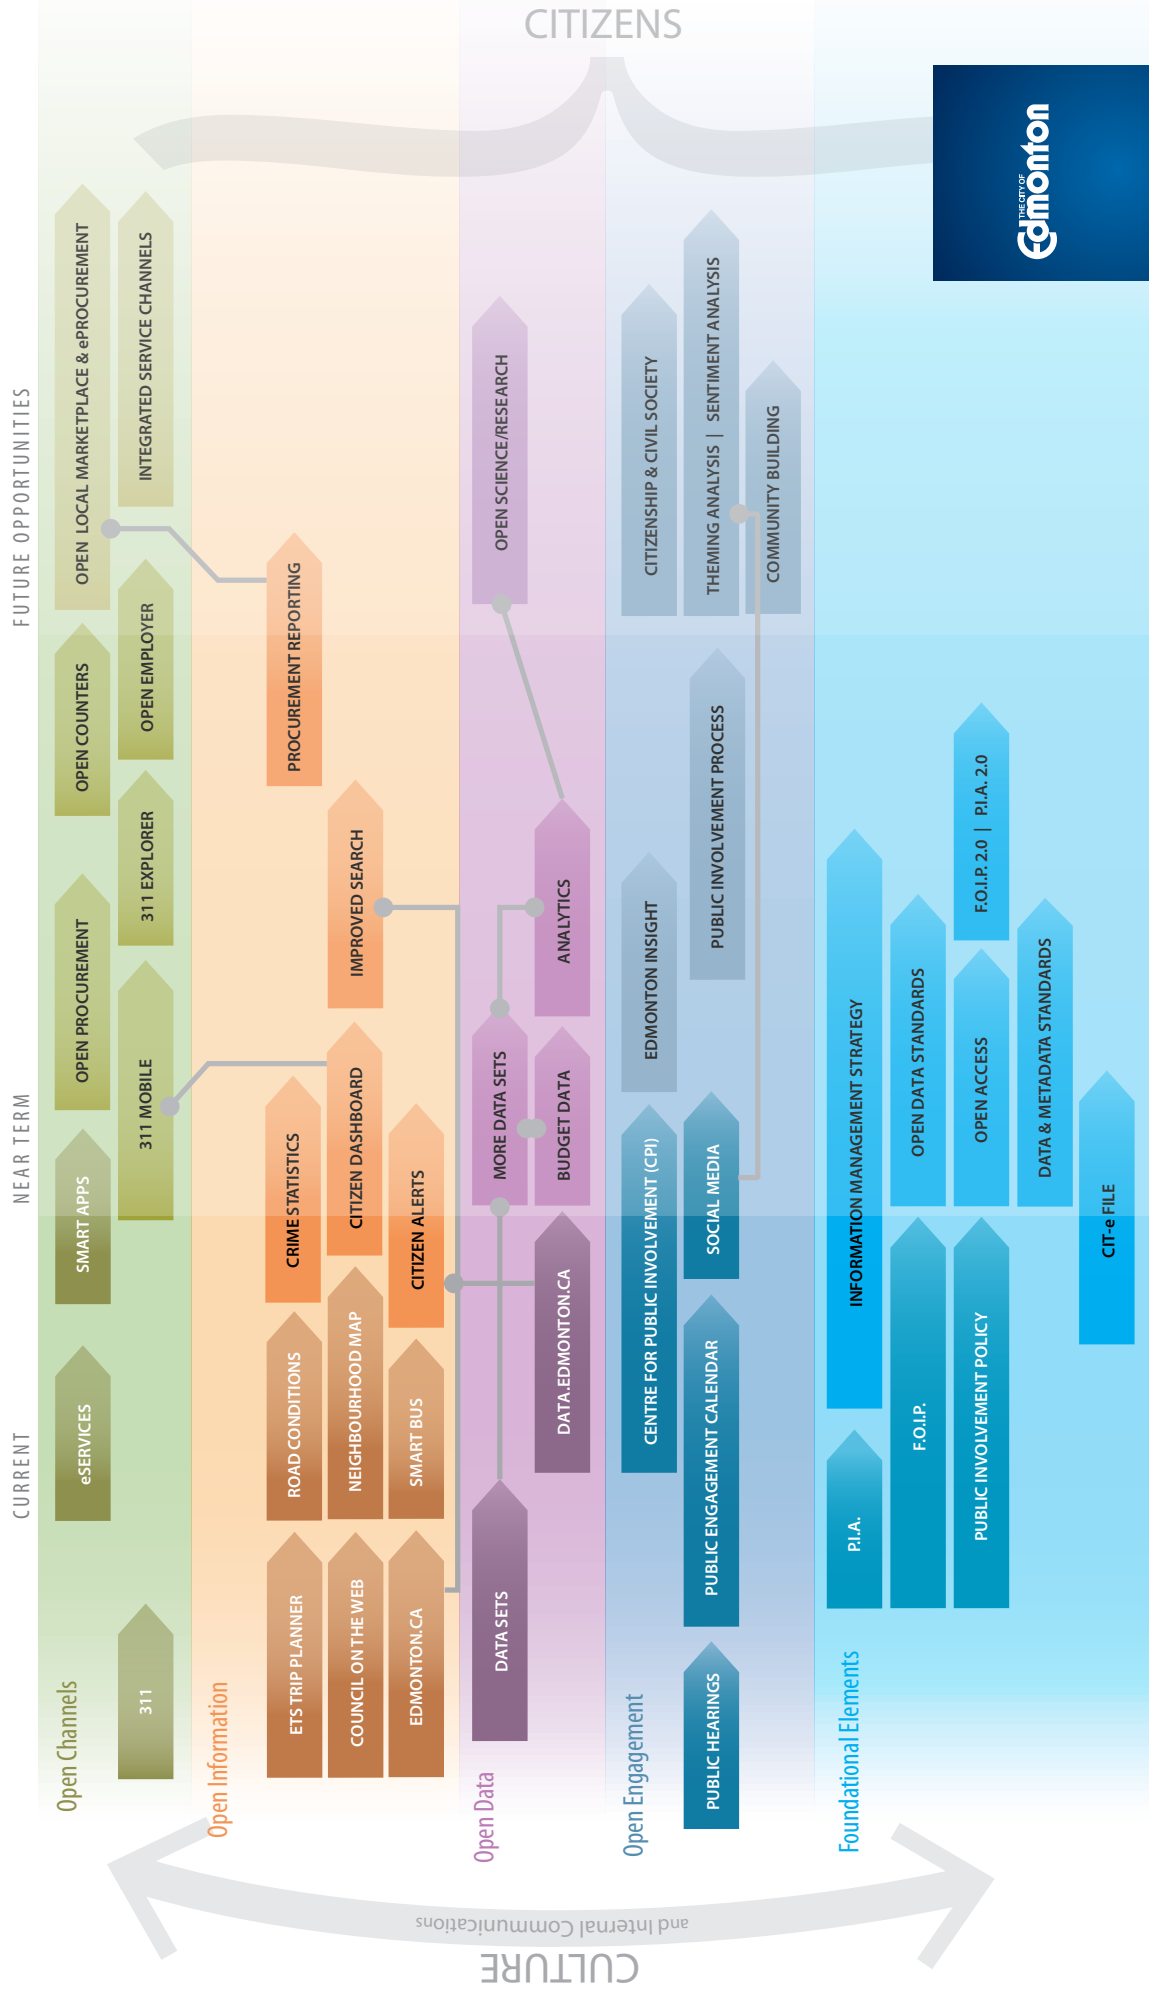 CURRENT
NEAR TERM
FUTURE OPPORTUNITIES
CULTURE
and Internal Communications
Open Channels
eSERVICES
SMART APPS
OPEN PROCUREMENT
OPEN COUNTERS
OPEN LOCAL MARKETPLACE & ePROCUREMENT
311
311 MOBILE
311 EXPLORER
OPEN EMPLOYER
INTEGRATED SERVICE CHANNELS
Open Information
ETS TRIP PLANNER
ROAD CONDITIONS
CRIME STATISTICS
PROCUREMENT REPORTING
COUNCIL ON THE WEB
NEIGHBOURHOOD MAP
CITIZEN DASHBOARD
IMPROVED SEARCH
EDMONTON.CA
SMART BUS
CITIZEN ALERTS
Open Data
DATA SETS
MORE DATA SETS
OPEN SCIENCE/RESEARCH
DATA.EDMONTON.CA
BUDGET DATA
ANALYTICS
Open Engagement
CENTRE FOR PUBLIC INVOLVEMENT (CPI)
EDMONTON INSIGHT
CITIZENSHIP & CIVIL SOCIETY
PUBLIC HEARINGS
PUBLIC ENGAGEMENT CALENDAR
SOCIAL MEDIA
PUBLIC INVOLVEMENT PROCESS
THEMING ANALYSIS | SENTIMENT ANALYSIS
COMMUNITY BUILDING
Foundational Elements
P.I.A.
INFORMATION MANAGEMENT STRATEGY
F.O.I.P.
OPEN DATA STANDARDS
PUBLIC INVOLVEMENT POLICY
OPEN ACCESS
F.O.I.P. 2.0 | P.I.A. 2.0
DATA & METADATA STANDARDS
CIT-e FILE
CITIZENS
THE CITY OF
Edmonton